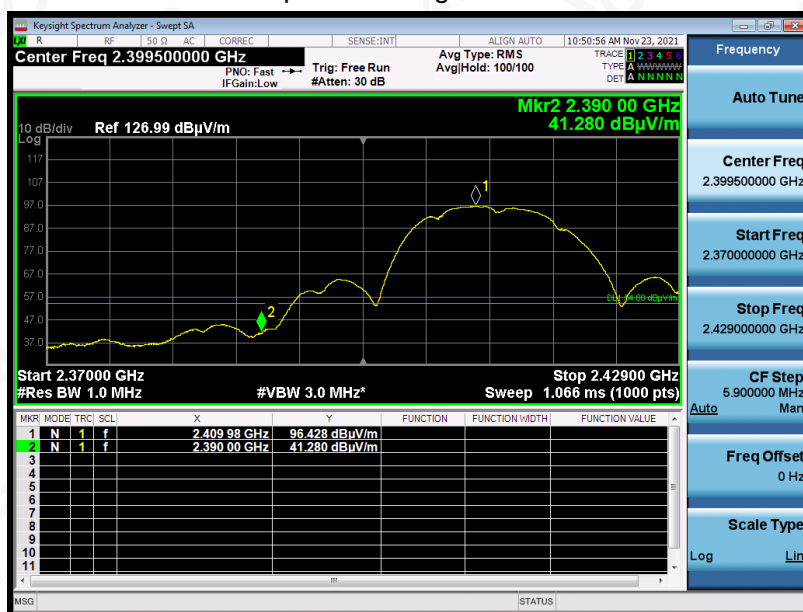 Keysight Spectrum Analyzer - Swept SA
LXI R RF 50 Ω AC CORREC SENSE:INT ALIGN AUTO 10:50:56 AM Nov 23, 2021
Center Freq 2.399500000 GHz
PNO: Fast
IFGain:Low
Trig: Free Run
#Atten: 30 dB
Avg Type: RMS
Avg|Hold: 100/100
TRACE 1 2 3 4 5 6
TYPE A WWWWW
DET A N N N N N
Mkr2 2.390 00 GHz
41.280 dBµV/m
10 dB/div Ref 126.99 dBµV/m
Log
117
107
97.0
87.0
77.0
67.0
57.0
47.0
37.0
1
2
DL1 54.00 dBµV/m
Start 2.37000 GHz Stop 2.42900 GHz
#Res BW 1.0 MHz #VBW 3.0 MHz* Sweep 1.066 ms (1000 pts)
MKR MODE TRC SCL X Y FUNCTION FUNCTION WIDTH FUNCTION VALUE
1 N 1 f 2.409 98 GHz 96.428 dBµV/m
2 N 1 f 2.390 00 GHz 41.280 dBµV/m
3
4
5
6
7
8
9
10
11
MSG STATUS
Frequency
Auto Tune
Center Freq
2.399500000 GHz
Start Freq
2.370000000 GHz
Stop Freq
2.429000000 GHz
CF Step
5.900000 MHz
Auto Man
Freq Offset
0 Hz
Scale Type
Log Lin